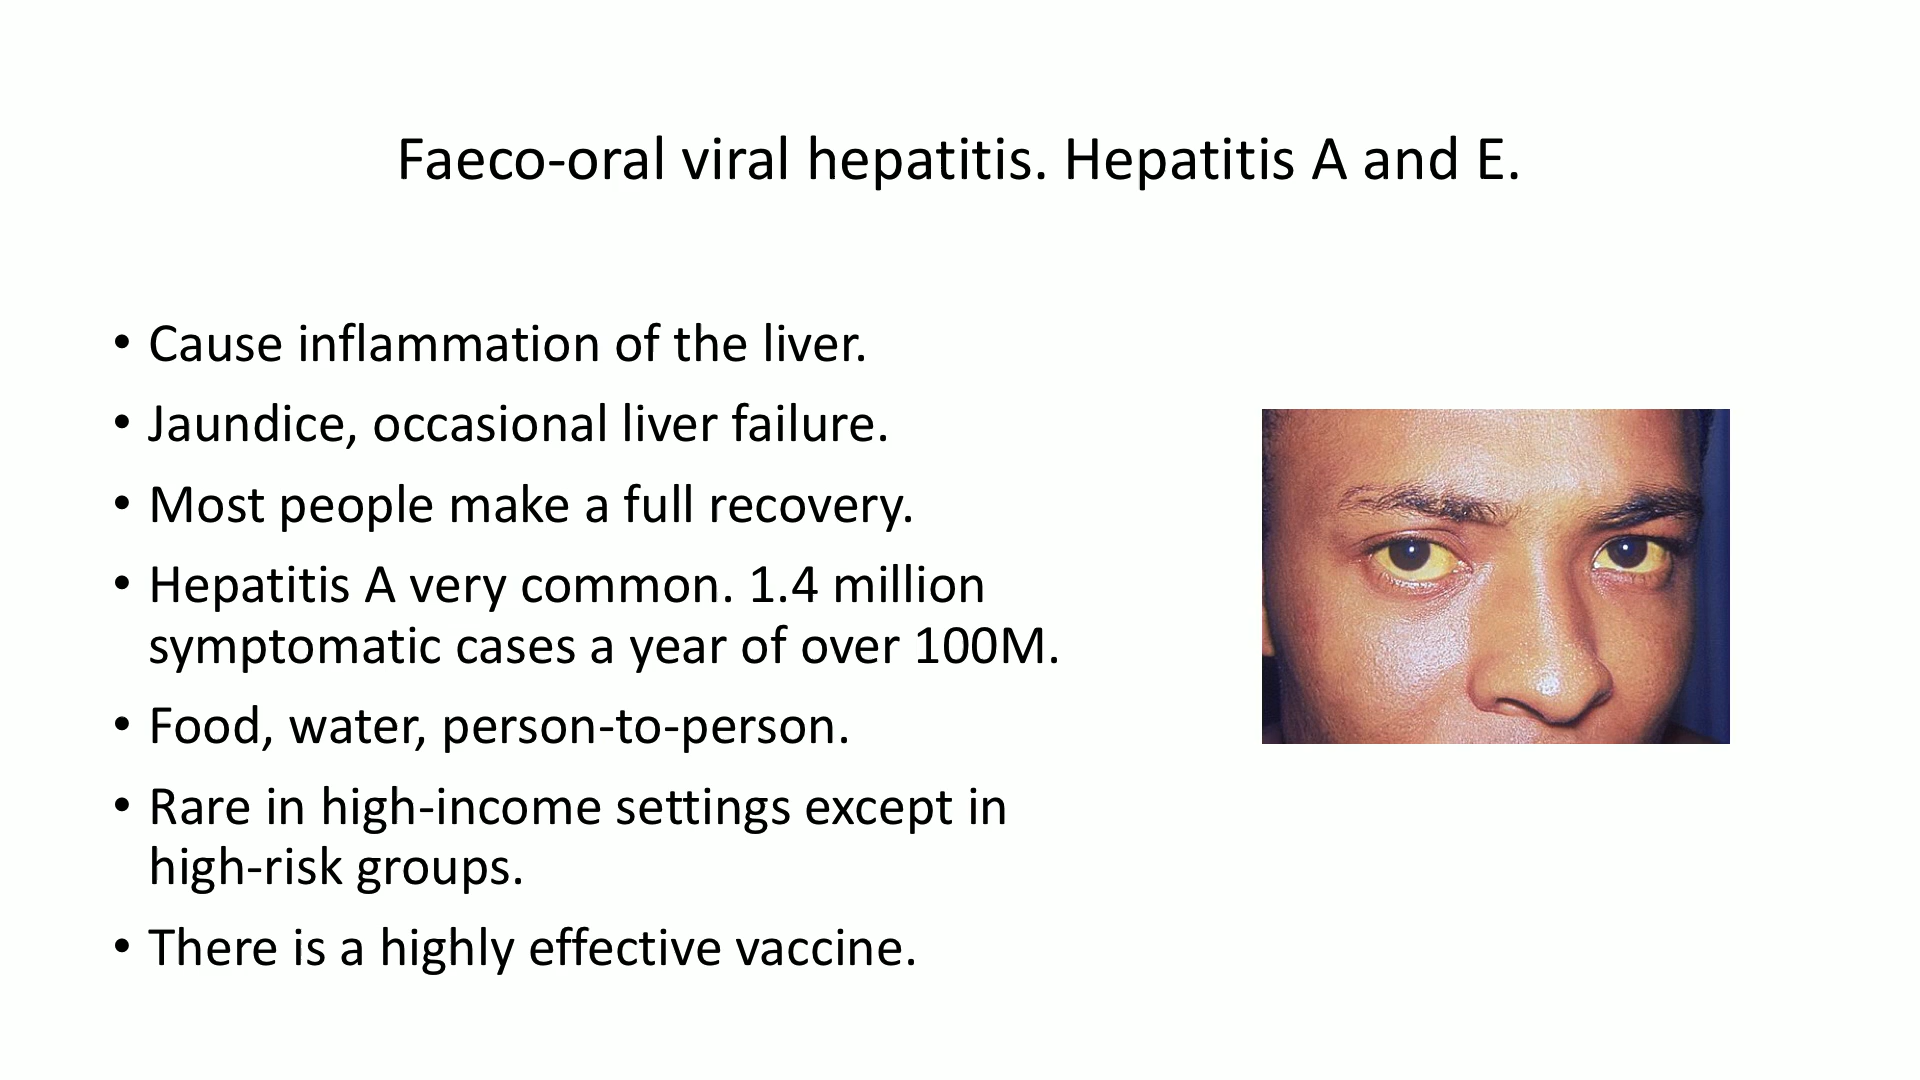 Faeco-oral viral hepatitis. Hepatitis A and E.
• Cause inflammation of the liver.
• Jaundice, occasional liver failure.
• Most people make a full recovery.
• Hepatitis A very common. 1.4 million
symptomatic cases a year of over 100M.
• Food, water, person-to-person.
• Rare in high-income settings except in
high-risk groups.
• There is a highly effective vaccine.